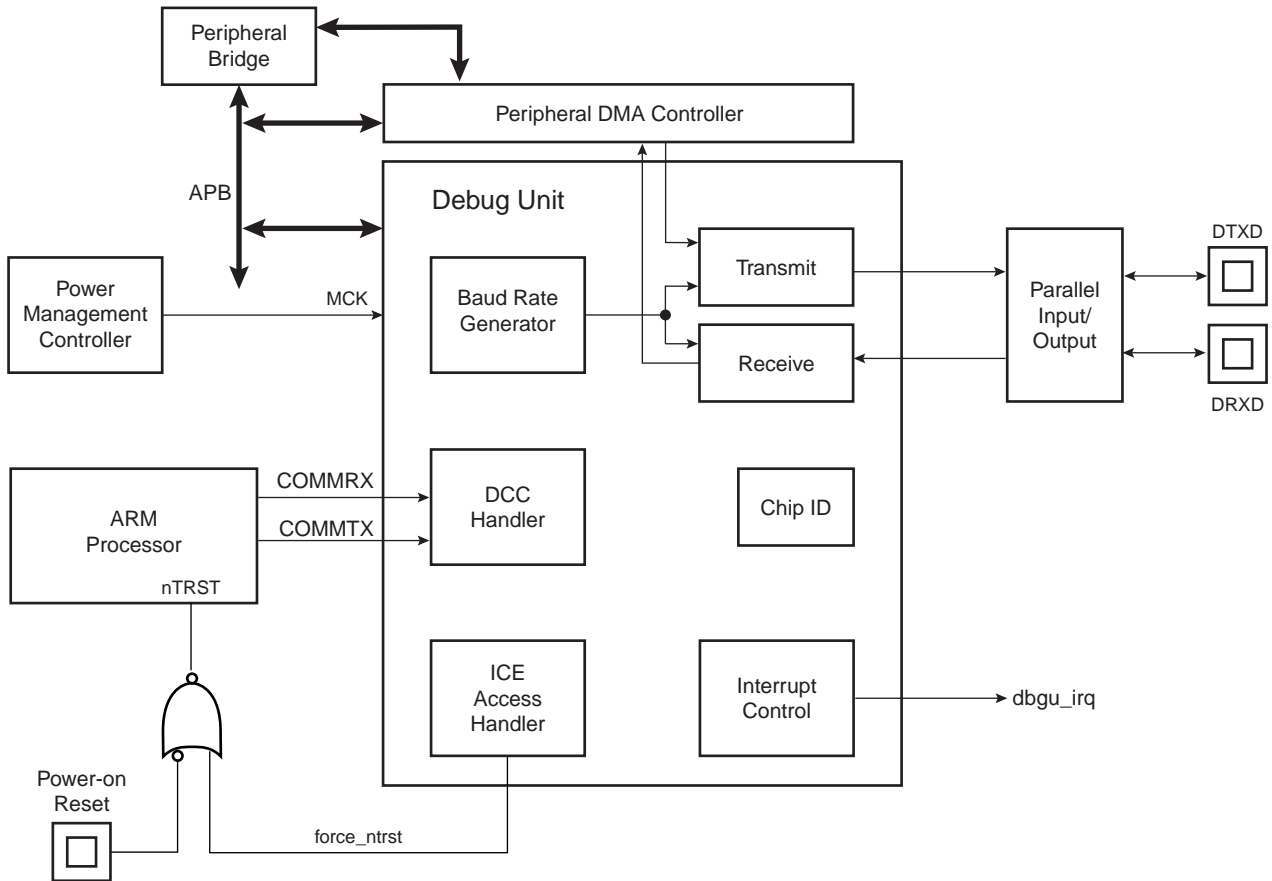 Peripheral
Bridge
Peripheral DMA Controller
APB
Debug Unit
Power
Management
Controller
MCK
Baud Rate
Generator
Transmit
Receive
Parallel
Input/
Output
DTXD
DRXD
ARM
Processor
nTRST
COMMRX
COMMTX
DCC
Handler
Chip ID
ICE
Access
Handler
Interrupt
Control
dbgu_irq
Power-on
Reset
force_ntrst